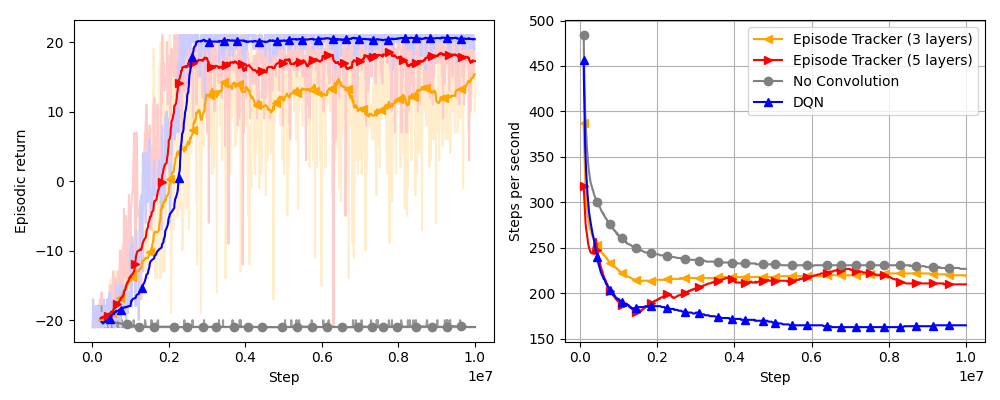 20
10
0
−10
−20
Episodic return
0.0
0.2
0.4
0.6
0.8
1.0
1e7
Step
500
450
400
350
300
250
200
150
Steps per second
Episode Tracker (3 layers)
Episode Tracker (5 layers)
No Convolution
DQN
0.0
0.2
0.4
0.6
0.8
1.0
1e7
Step